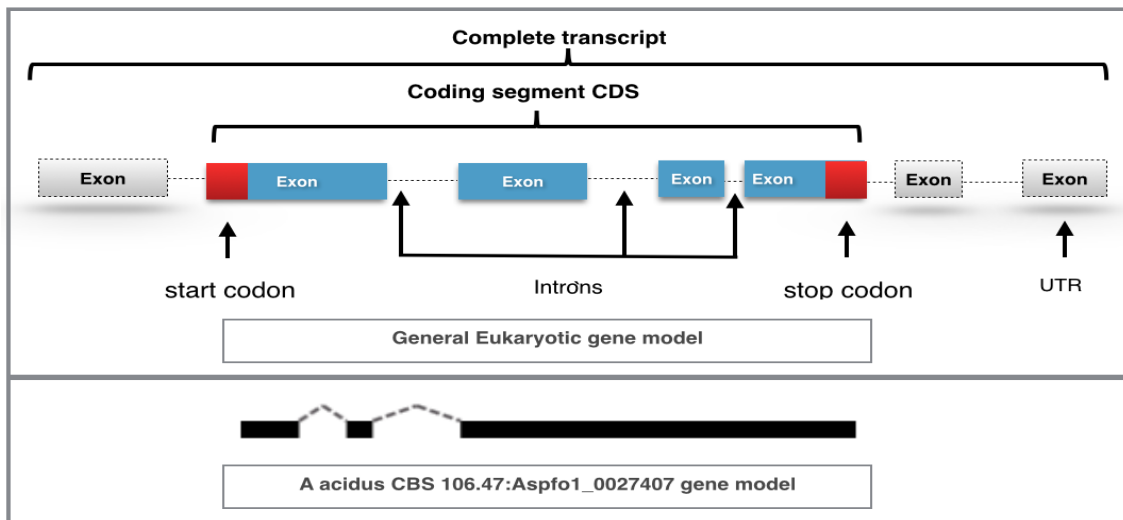 Complete transcript
Coding segment CDS
Exon Exon Exon Exon Exon Exon Exon
start codon Introns stop codon UTR
General Eukaryotic gene model
A acidus CBS 106.47:Aspfo1_0027407 gene model